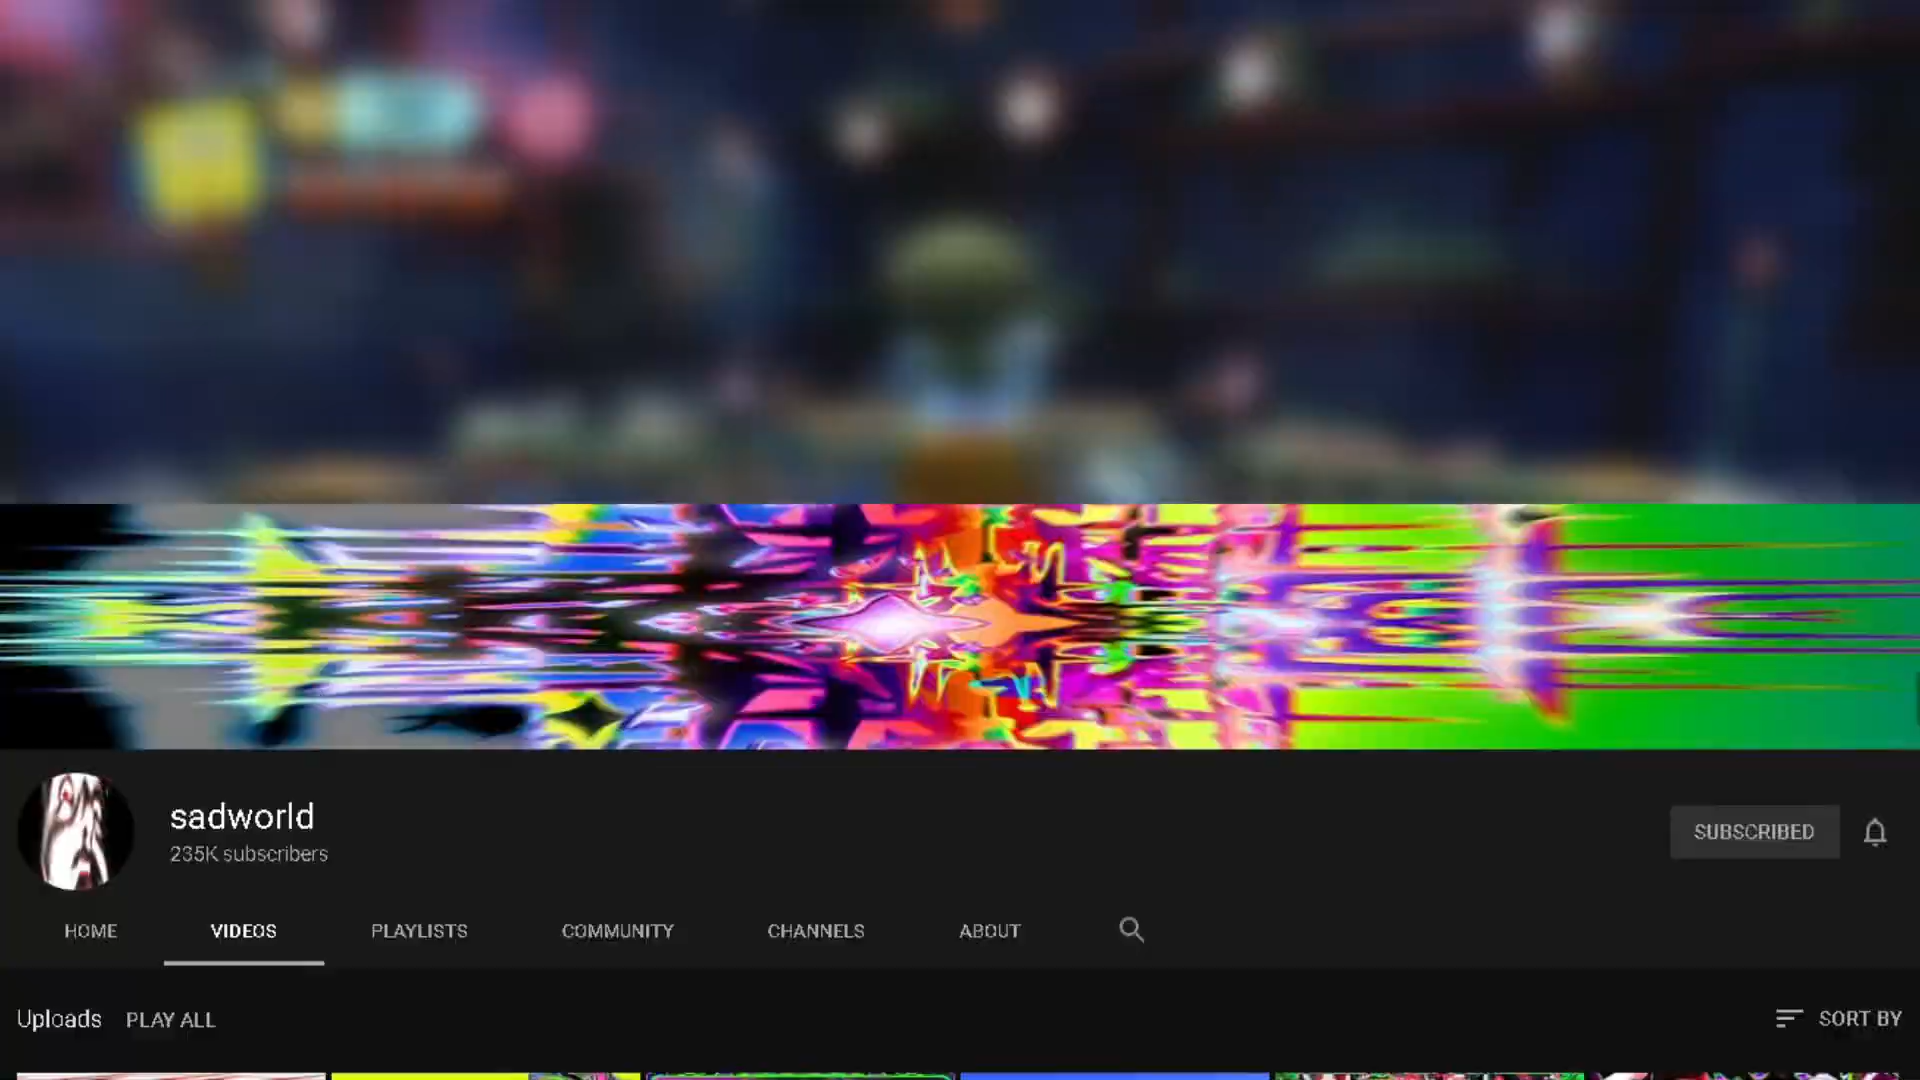 sadworld
235K subscribers
SUBSCRIBED
HOME VIDEOS PLAYLISTS COMMUNITY CHANNELS ABOUT
Uploads PLAY ALL SORT BY